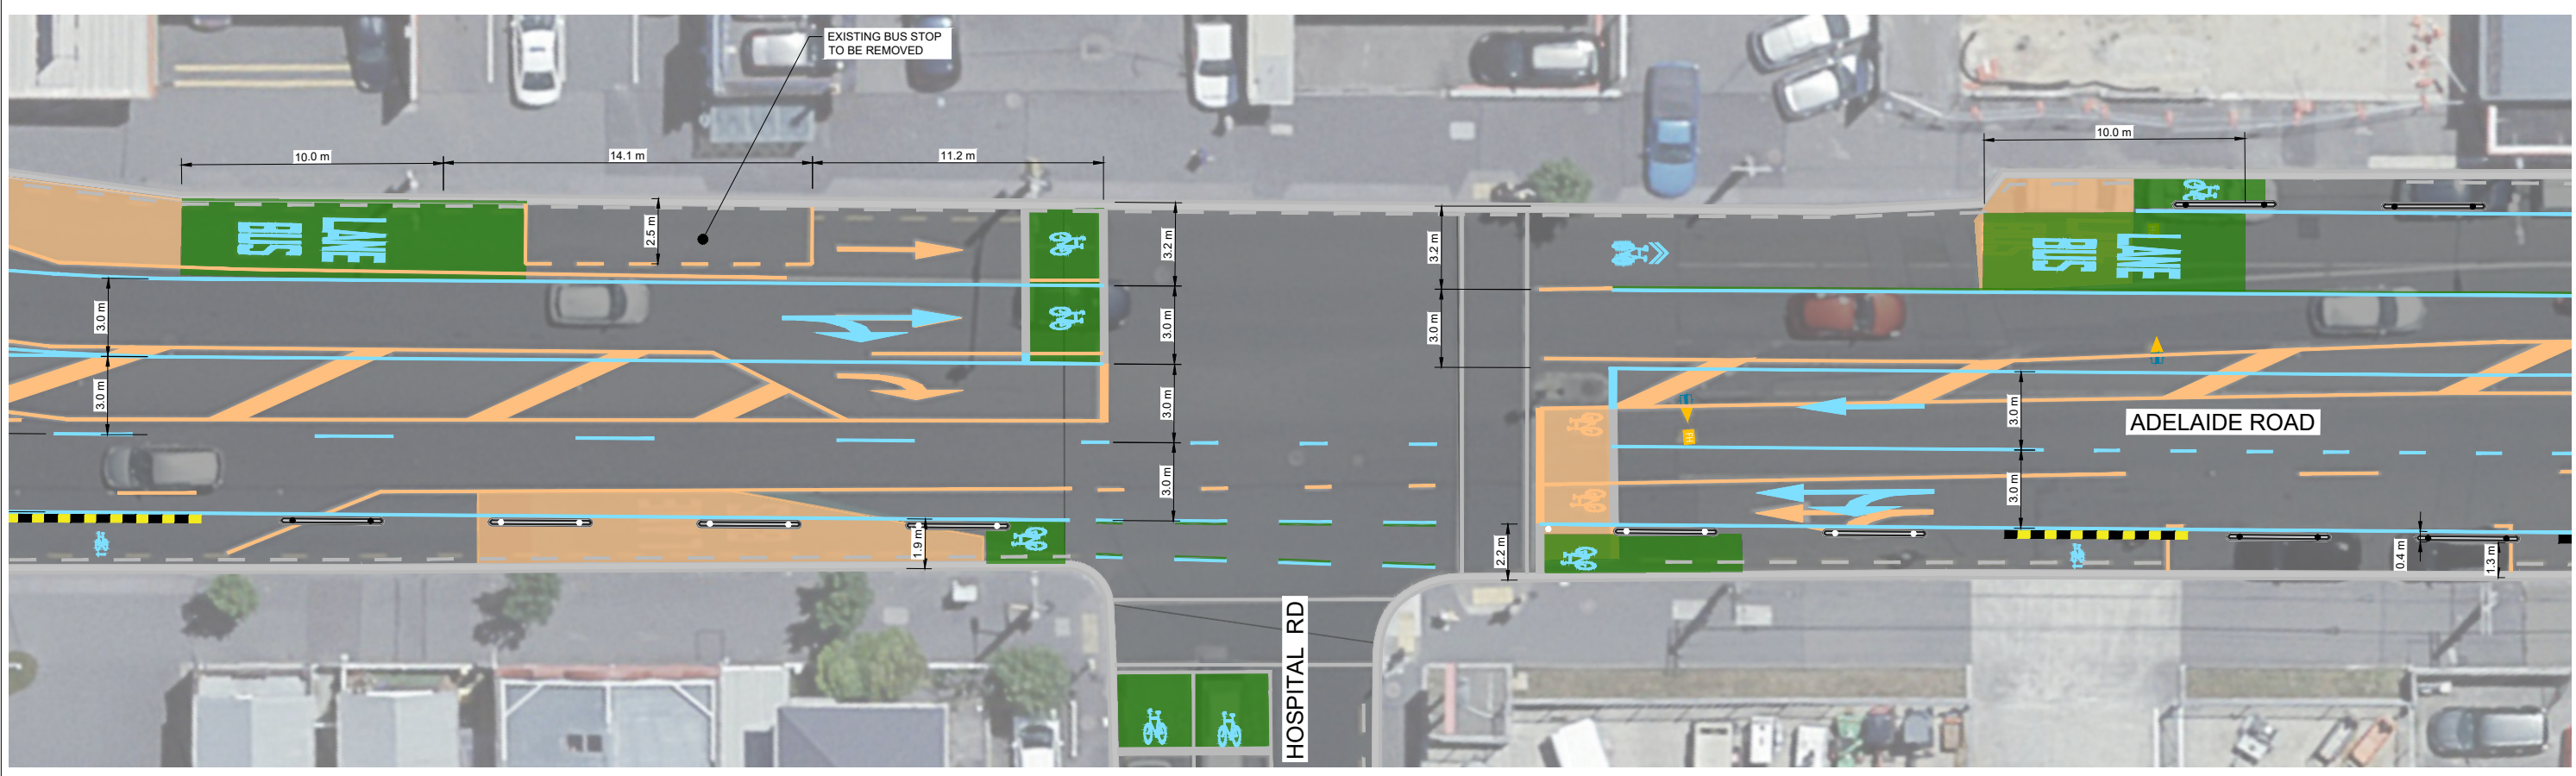 EXISTING BUS STOP
TO BE REMOVED
10.0 m
14.1 m
11.2 m
10.0 m
BUS
LANE
2.5 m
3.2 m
3.2 m
BUS
LANE
3.0 m
3.0 m
3.0 m
3.0 m
3.0 m
3.0 m
ADELAIDE ROAD
3.0 m
3.0 m
1.9 m
2.2 m
0.4 m
1.3 m
HOSPITAL RD